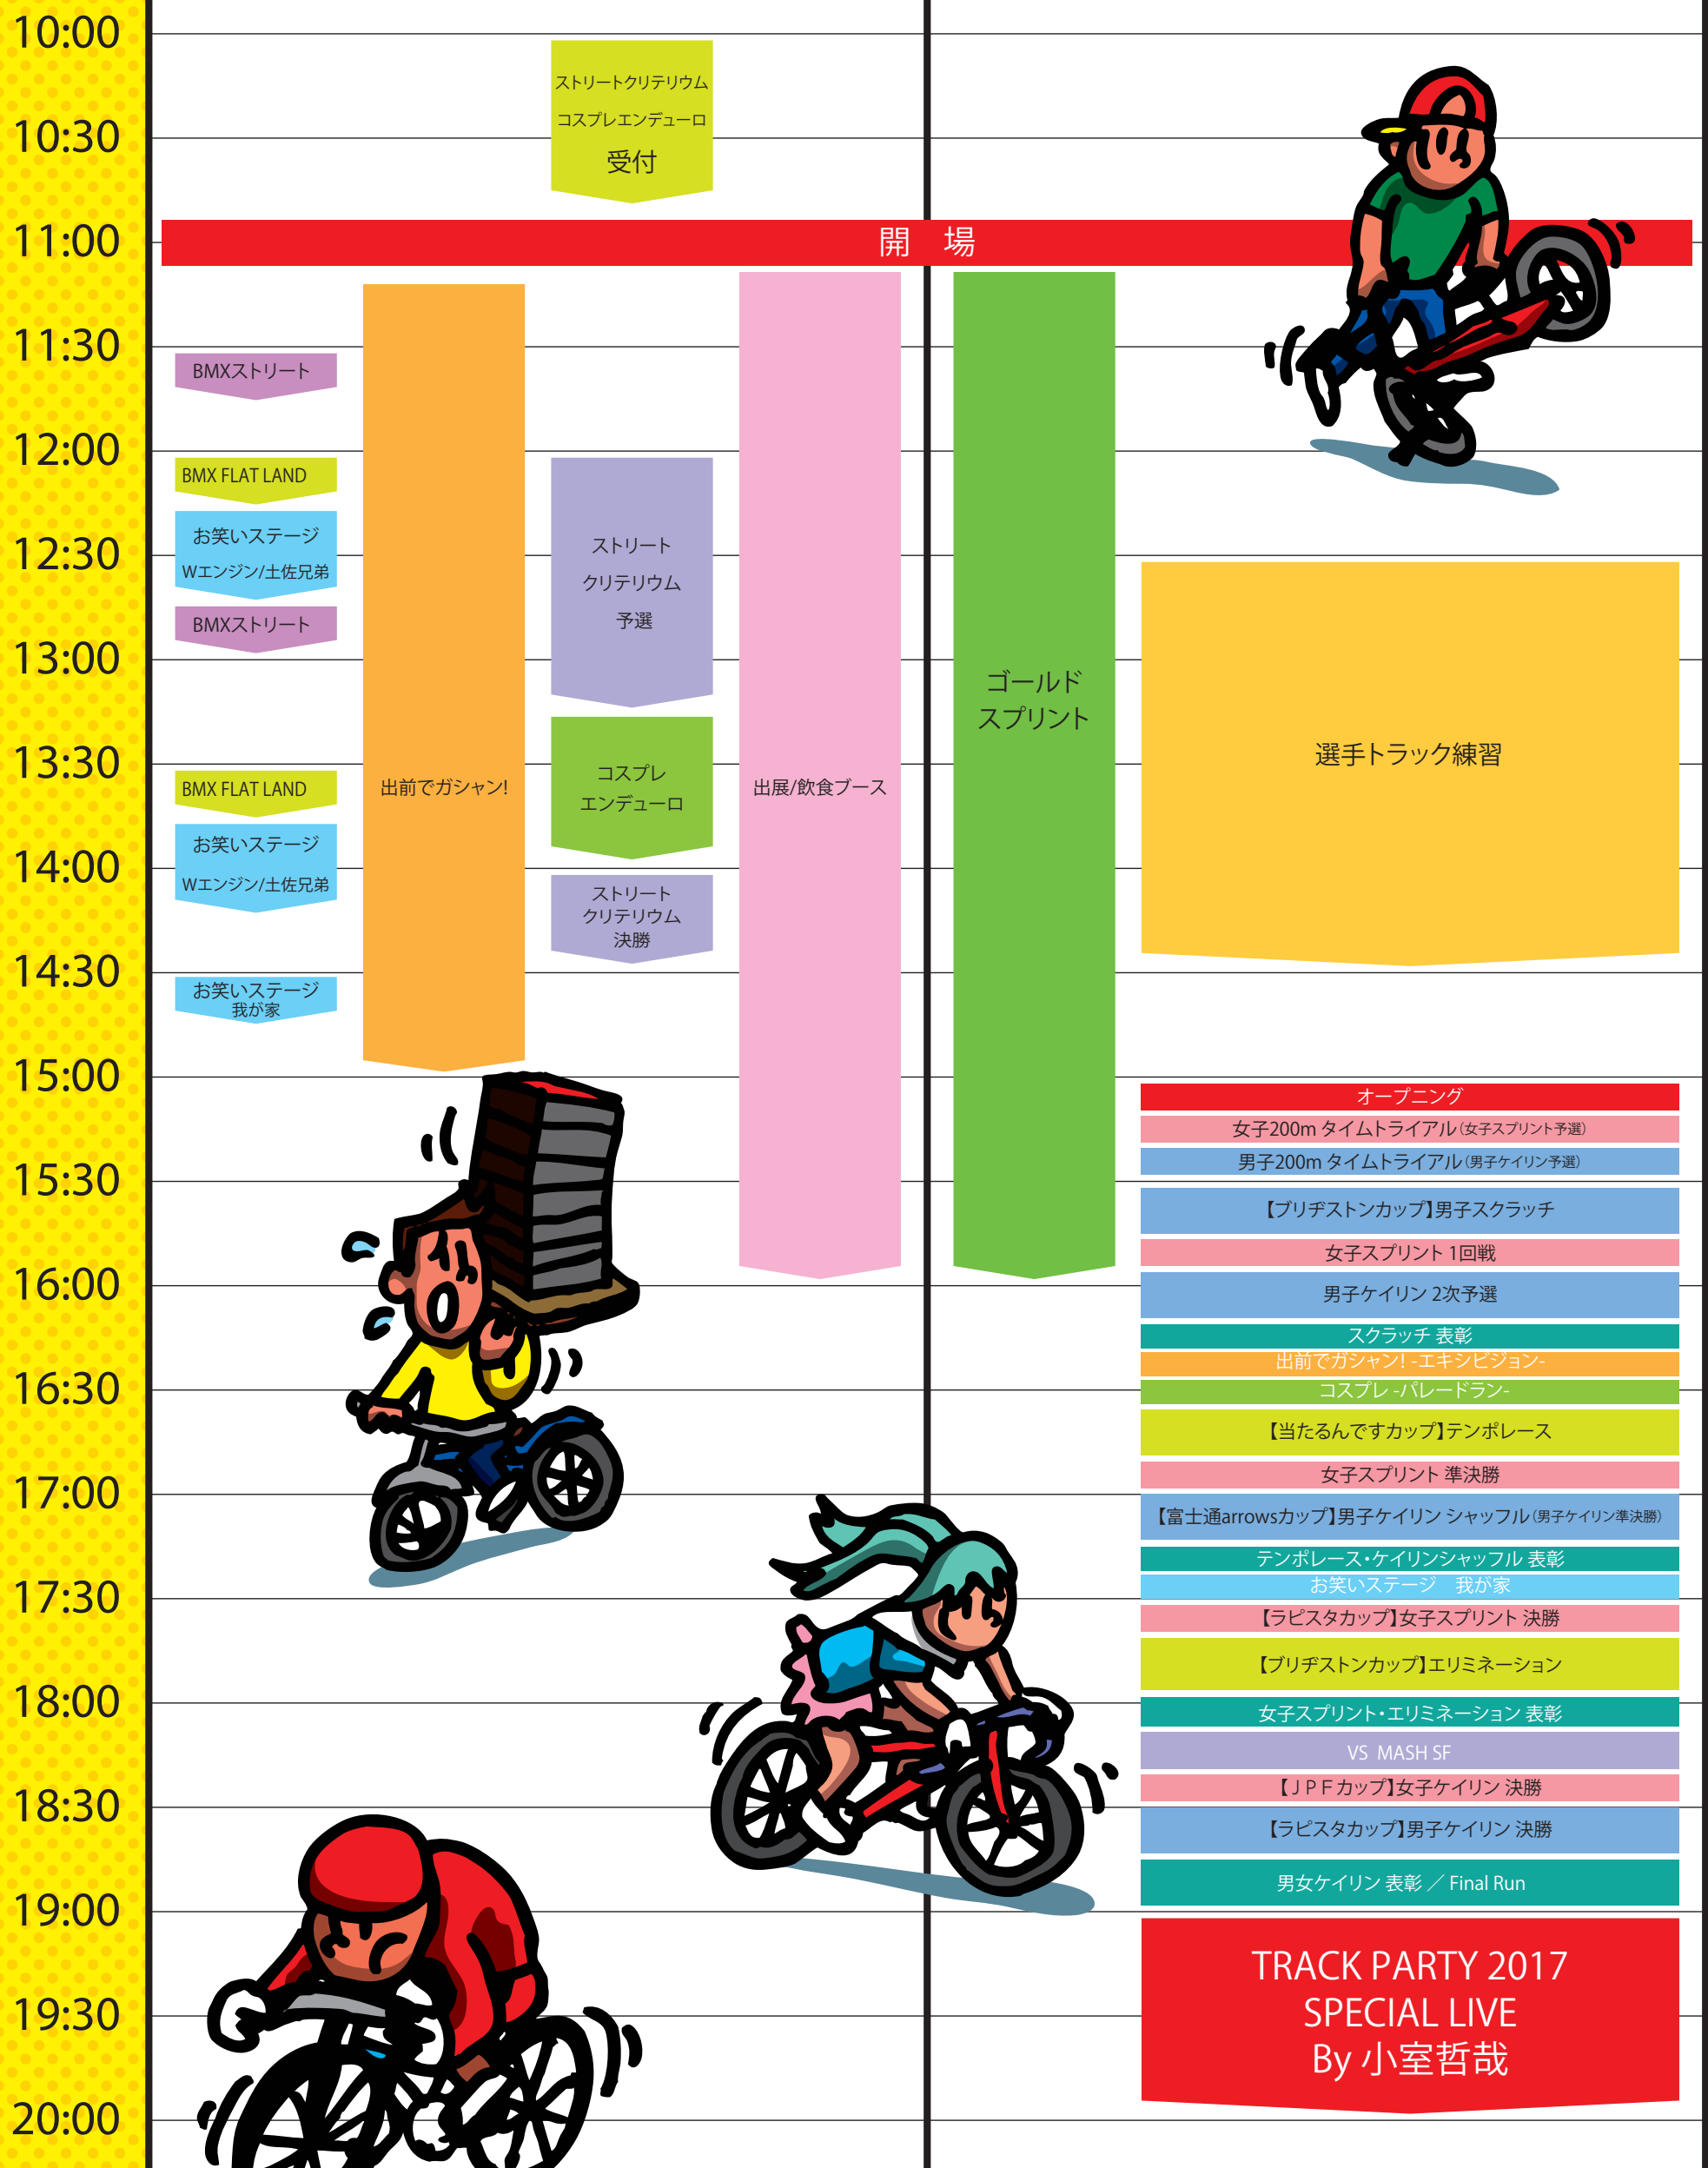 10:00
10:30
11:00
11:30
12:00
12:30
13:00
13:30
14:00
14:30
15:00
15:30
16:00
16:30
17:00
17:30
18:00
18:30
19:00
19:30
20:00
ストリートクリテリウム
コスプレエンデューロ
受付
開　場
BMXストリート
BMX FLAT LAND
お笑いステージ
Wエンジン/土佐兄弟
BMXストリート
BMX FLAT LAND
お笑いステージ
Wエンジン/土佐兄弟
お笑いステージ
我が家
出前でガシャン!
ストリート
クリテリウム
予選
コスプレ
エンデューロ
ストリート
クリテリウム
決勝
出展/飲食ブース
ゴールド
スプリント
選手トラック練習
オープニング
女子200m タイムトライアル(女子スプリント予選)
男子200m タイムトライアル(男子ケイリン予選)
【ブリヂストンカップ】男子スクラッチ
女子スプリント 1回戦
男子ケイリン 2次予選
スクラッチ 表彰
出前でガシャン! -エキシビジョン-
コスプレ -パレードラン-
【当たるんですカップ】テンポレース
女子スプリント 準決勝
【富士通arrowsカップ】男子ケイリン シャッフル(男子ケイリン準決勝)
テンポレース・ケイリンシャッフル 表彰
お笑いステージ　我が家
【ラピスタカップ】女子スプリント 決勝
【ブリヂストンカップ】エリミネーション
女子スプリント・エリミネーション 表彰
VS MASH SF
【ＪＰＦカップ】女子ケイリン 決勝
【ラピスタカップ】男子ケイリン 決勝
男女ケイリン 表彰 ／ Final Run
TRACK PARTY 2017
SPECIAL LIVE
By 小室哲哉